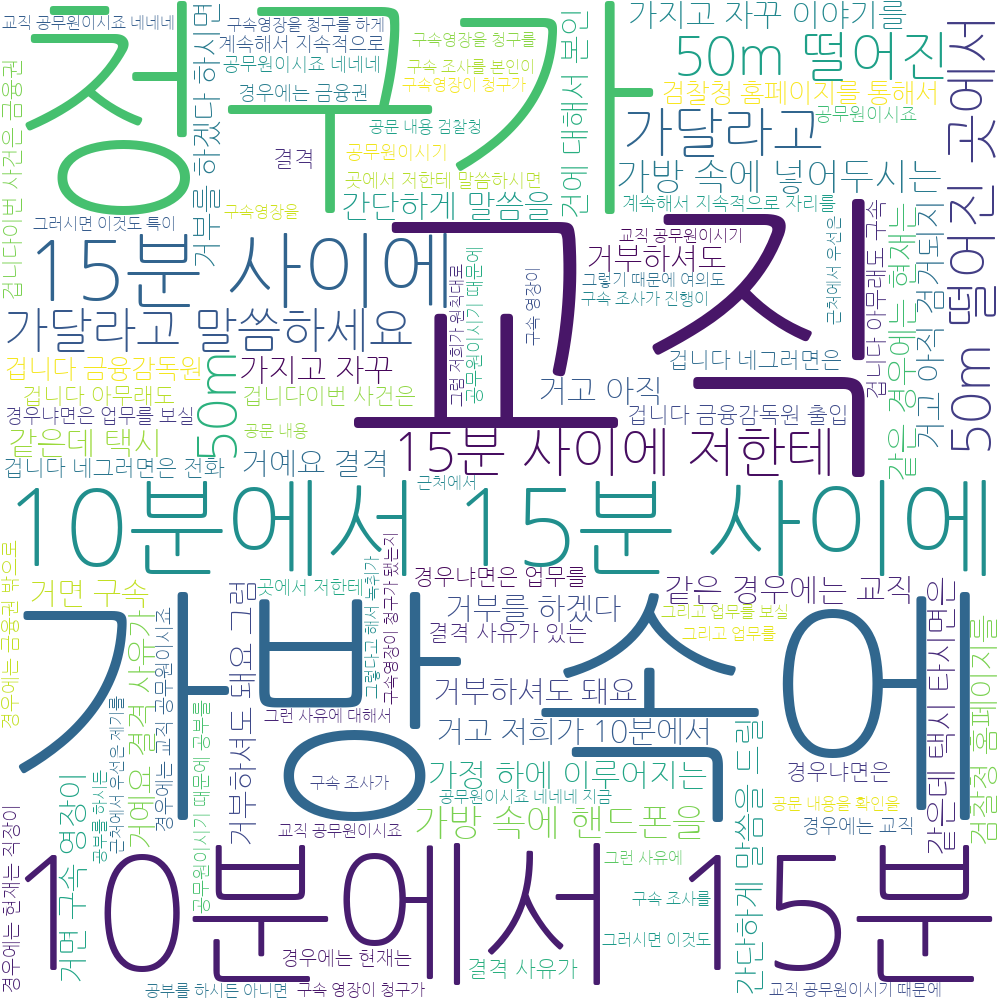 교직 공무원이시죠 네네네
청구가
구속영장을 청구를 하게
계속해서 지속적으로
공무원이시죠 네네네
경우에는 금융권
결격
구속영장을 청구를
구속 조사를 본인이
구속영장이 청구가
공문 내용 검찰청
공무원이시기
곳에서 저한테 말씀하시면
간단하게 말씀을
구속영장을
그러시면 이것도 특이
거부를 하겠다 하시면
겁니다이번 사건은 금융권
건에 대해서 본인
가지고 자꾸 이야기를
50m 떨어진
검찰청 홈페이지를 통해서
공무원이시죠
가달라고
가방 속에 넣어두시는
계속해서 지속적으로 자리를
50m 떨어진 곳에서
15분 사이에
가달라고 말씀하세요
교직
교직 공무원이시기
거부하셔도
그렇기 때문에 여의도
구속 조사가 진행이
구속 영장이
공무원이시기 때문에
그럼 저희가 원칙대로
근처에서 우선은
겁니다 아무래도 구속
같은 경우에는 현재는
거고 아직 검거되지
겁니다 네그러면은
거고 아직
겁니다 금융감독원 출입
겁니다 금융감독원
가지고 자꾸
겁니다 아무래도
겁니다이번 사건은
경우냐면은 업무를 보실
공문 내용
50m
같은데 택시
겁니다 네그러면은 전화
거예요 결격
15분 사이에 저한테
근처에서
10분에서 15분 사이에
거면 구속
곳에서 저한테
경우냐면은 업무를
같은 경우에는 교직
거부를 하겠다
그리고 업무를 보실
결격 사유가 있는
그리고 업무를
가방 속에
거부하셔도 돼요
그런 사유에 대해서
거고 저희가 10분에서
구속 조사가
가정 하에 이루어지는
경우냐면은
공무원이시죠 네네네 지금
공문 내용을 확인을
교직 공무원이시죠
가방 속에 핸드폰을
경우에는 교직
경우에는 금융권 밖으로
거예요 결격 사유가
경우에는 교직 공무원이시죠
공무원이시기 때문에 공부를
거부하셔도 돼요 그럼
그렇다고 해서 녹취가
구속영장이 청구가 됐는지
근처에서 우선은 제기를
공부를 하시든
거면 구속 영장이
경우에는 현재는 직장이
간단하게 말씀을 드릴
같은데 택시 타시면은
검찰청 홈페이지를
10분에서 15분
그런 사유에
구속 조사를
그러시면 이것도
경우에는 현재는
결격 사유가
공부를 하시든 아니면
구속 영장이 청구가
교직 공무원이시기 때문에